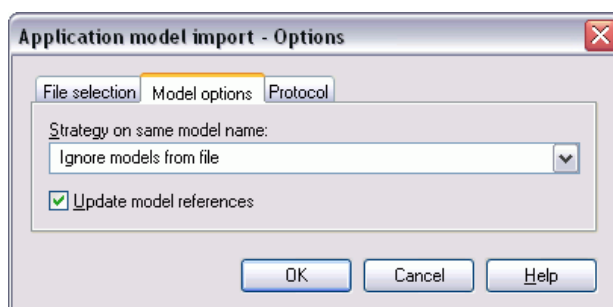 Application model import - Options
File selection Model options Protocol
Strategy on same model name:
Ignore models from file
Update model references
OK Cancel Help